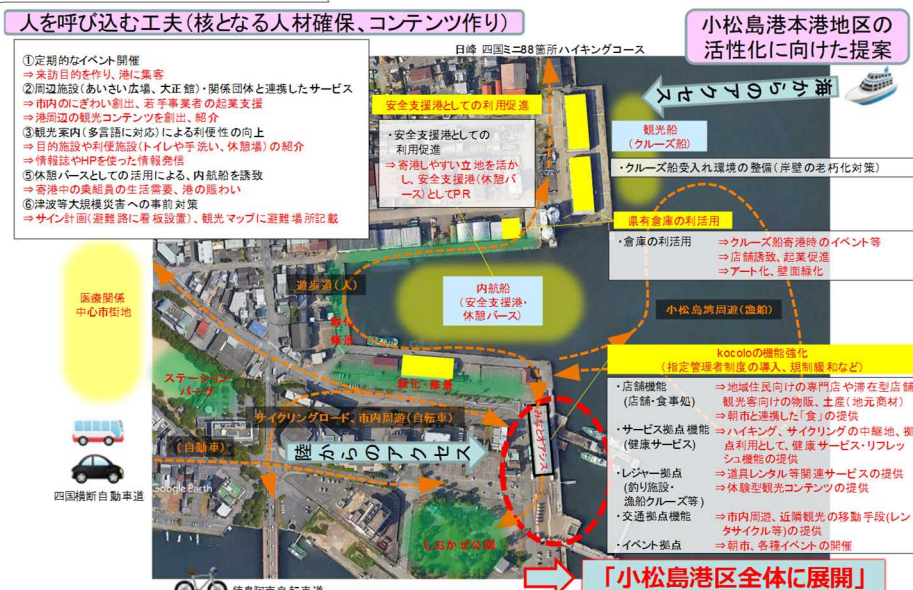 人を呼び込む工夫(核となる人材確保、コンテンツ作り)
小松島港本港地区の
活性化に向けた提案
①定期的なイベント開催
⇒来訪目的を作り、港に集客
②周辺施設(あいさい広場、大正館)・関係団体と連携したサービス
⇒市内のにぎわい創出、若手事業者の起業支援
⇒港周辺の観光コンテンツを創出、紹介
③観光案内(多言語に対応)による利便性の向上
⇒目的施設や利便施設(トイレや手洗い、休憩場)の紹介
⇒情報誌やHPを使った情報発信
⑤休憩バースとしての活用による、内航船を誘致
⇒寄港中の乗組員の生活需要、港の賑わい
⑥津波等大規模災害への事前対策
⇒サイン計画(避難路に看板設置)、観光マップに避難場所記載
日峰 四国ミニ88箇所ハイキングコース
安全支援港としての利用促進
・安全支援港としての
利用促進
⇒寄港しやすい立地を活か
し、安全支援港(休憩バ
ース)としてPR
海からのアクセス
観光船
(クルーズ船)
・クルーズ船受入れ環境の整備(岸壁の老朽化対策)
県有倉庫の利活用
・倉庫の利活用
⇒クルーズ船寄港時のイベント等
⇒店舗誘致、起業促進
⇒アート化、壁面緑化
遊歩道(人)
内航船
(安全支援港・
休憩バース)
小松島湾周遊(漁船)
医療関係
中心市街地
緑化・
修景
緑化・修景
ステーション
パーク
サイクリングロード、市内周遊(自転車)
(自動車)
陸からのアクセス
みなとオアシス
四国横断自動車道
Google Earth
しおかぜ公園
kocoloの機能強化
(指定管理者制度の導入、規制緩和など)
・店舗機能
(店舗・食事処)
⇒地域住民向けの専門店や滞在型店舗
観光客向けの物販、土産(地元商材)
⇒朝市と連携した「食」の提供
・サービス拠点機能
(健康サービス)
⇒ハイキング、サイクリングの中継地、拠
点利用として、健康サービス・リフレッ
シュ機能の提供
・レジャー拠点
(釣り施設・
漁船クルーズ等)
⇒道具レンタル等関連サービスの提供
⇒体験型観光コンテンツの提供
・交通拠点機能
⇒市内周遊、近隣観光の移動手段(レン
タサイクル等)の提供
・イベント拠点
⇒朝市、各種イベントの開催
「小松島港区全体に展開」